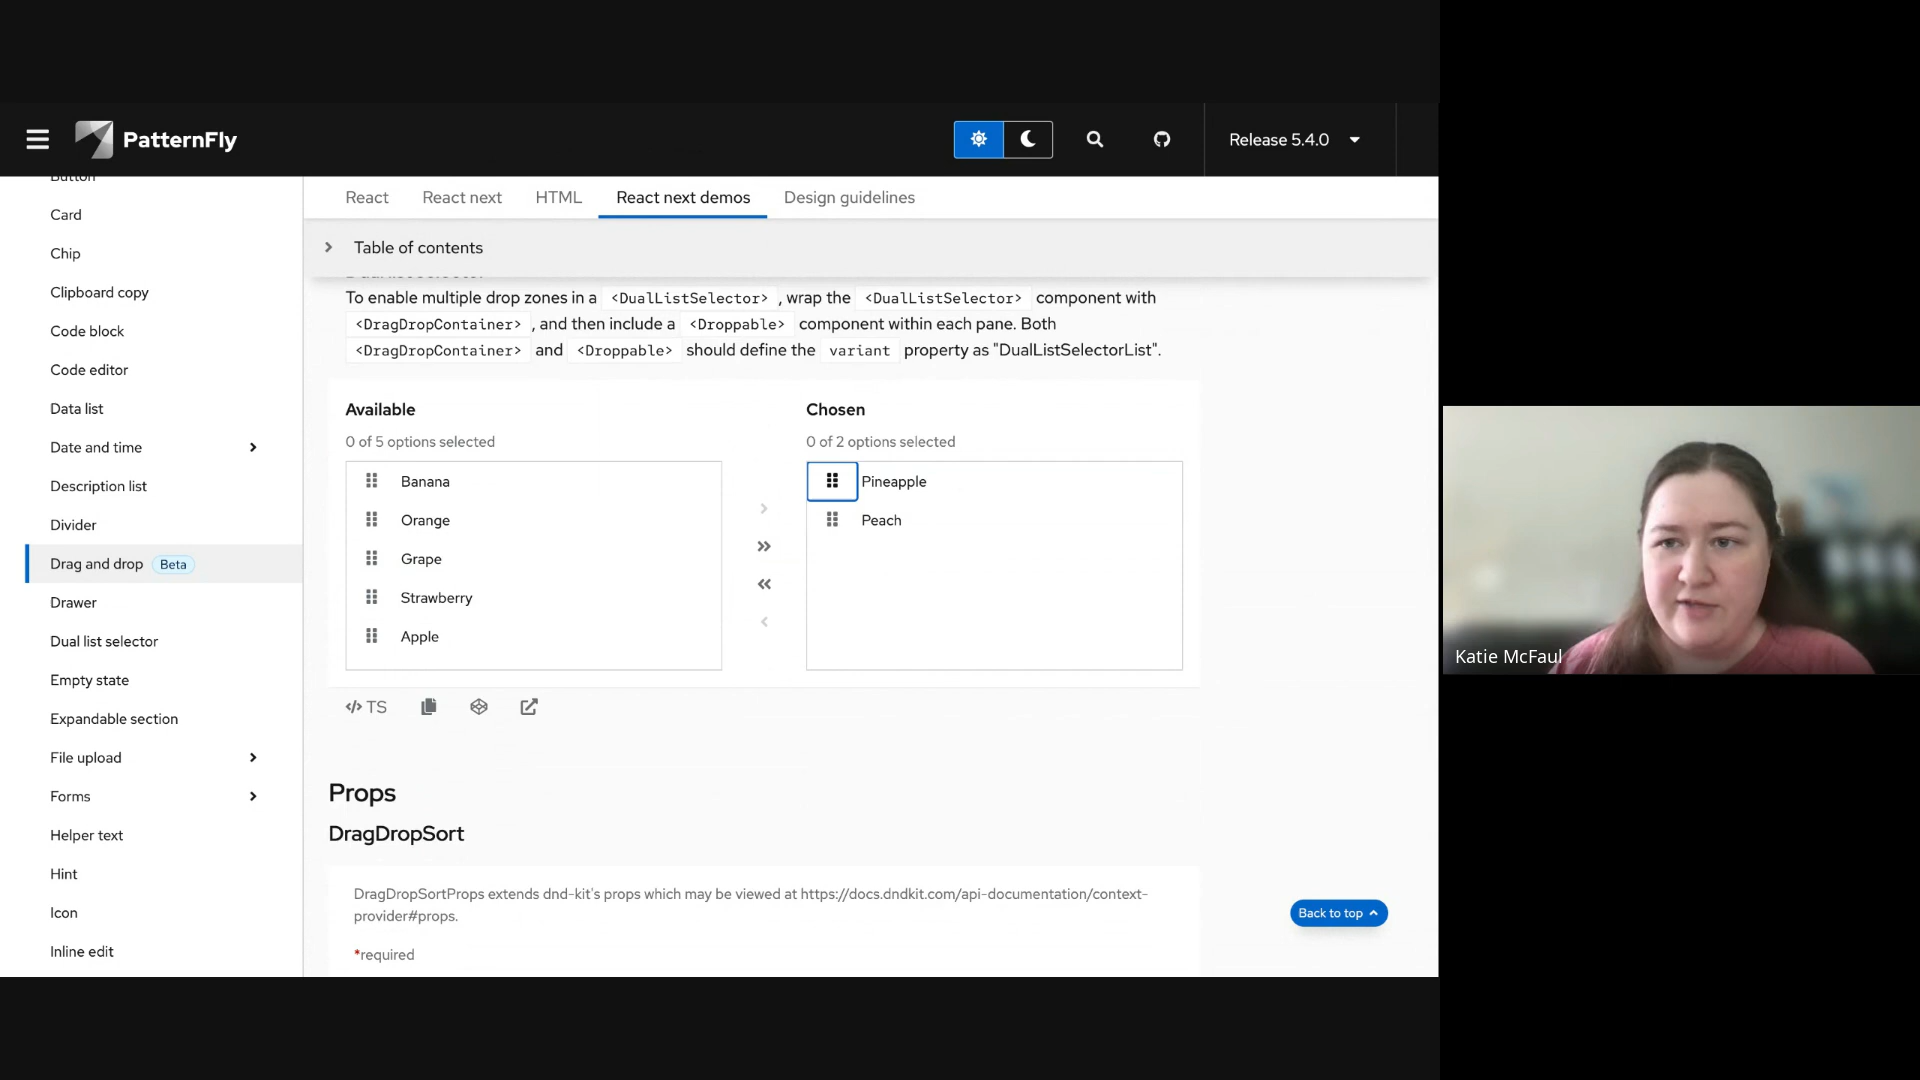 PatternFly
Release 5.4.0
Button
Card
Chip
Clipboard copy
Code block
Code editor
Data list
Date and time
Description list
Divider
Drag and drop Beta
Drawer
Dual list selector
Empty state
Expandable section
File upload
Forms
Helper text
Hint
Icon
Inline edit
React React next HTML React next demos Design guidelines
Table of contents
To enable multiple drop zones in a <DualListSelector> , wrap the <DualListSelector> component with
<DragDropContainer> , and then include a <Droppable> component within each pane. Both
<DragDropContainer> and <Droppable> should define the variant property as "DualListSelectorList".
Available
0 of 5 options selected
Banana
Orange
Grape
Strawberry
Apple
Chosen
0 of 2 options selected
Pineapple
Peach
TS
Props
DragDropSort
DragDropSortProps extends dnd-kit's props which may be viewed at https://docs.dndkit.com/api-documentation/context-
provider#props.
*required
Back to top
Katie McFaul